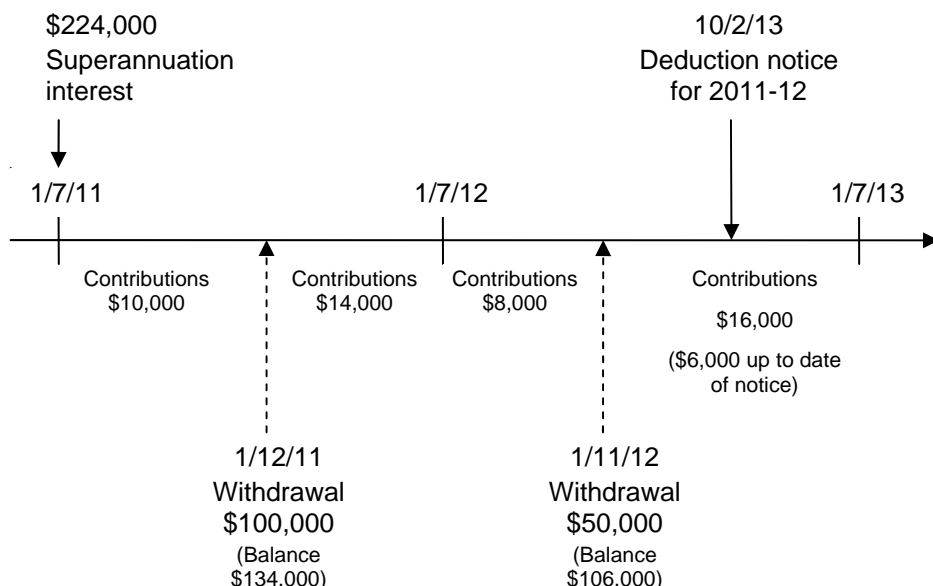 $224,000
Superannuation
interest
10/2/13
Deduction notice
for 2011-12
1/7/11
1/7/12
1/7/13
Contributions
$10,000
Contributions
$14,000
Contributions
$8,000
Contributions
$16,000
($6,000 up to date
of notice)
1/12/11
Withdrawal
$100,000
(Balance
$134,000)
1/11/12
Withdrawal
$50,000
(Balance
$106,000)